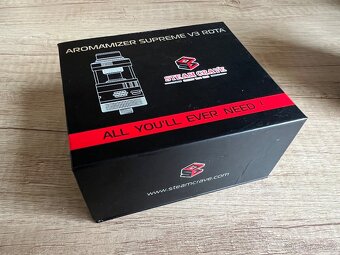 AROMAMIZER SUPREME V3 RDTA
STEAM CRAVE
ALL YOU'LL EVER NEED
www.steamcrave.com